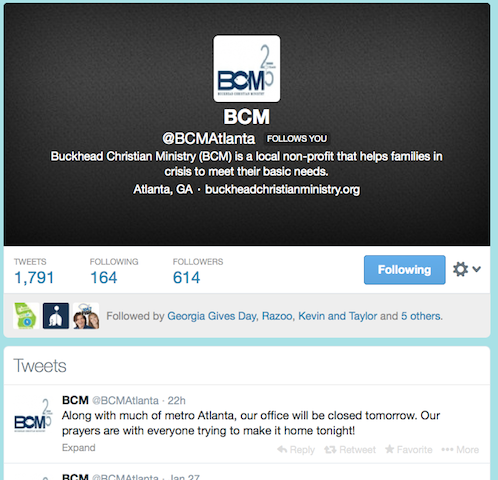 BCM
BUCKHEAD CHRISTIAN MINISTRY
BCM
@BCMAtlanta FOLLOWS YOU
Buckhead Christian Ministry (BCM) is a local non-profit that helps families in
crisis to meet their basic needs.
Atlanta, GA · buckheadchristianministry.org
TWEETS FOLLOWING FOLLOWERS
1,791 164 614
Following
Followed by Georgia Gives Day, Razoo, Kevin and Taylor and 5 others.
Tweets
BCM @BCMAtlanta · 22h
BCM
Along with much of metro Atlanta, our office will be closed tomorrow. Our
prayers are with everyone trying to make it home tonight!
Expand Reply Retweet Favorite More
BCM @BCMAtlanta · Jan 27